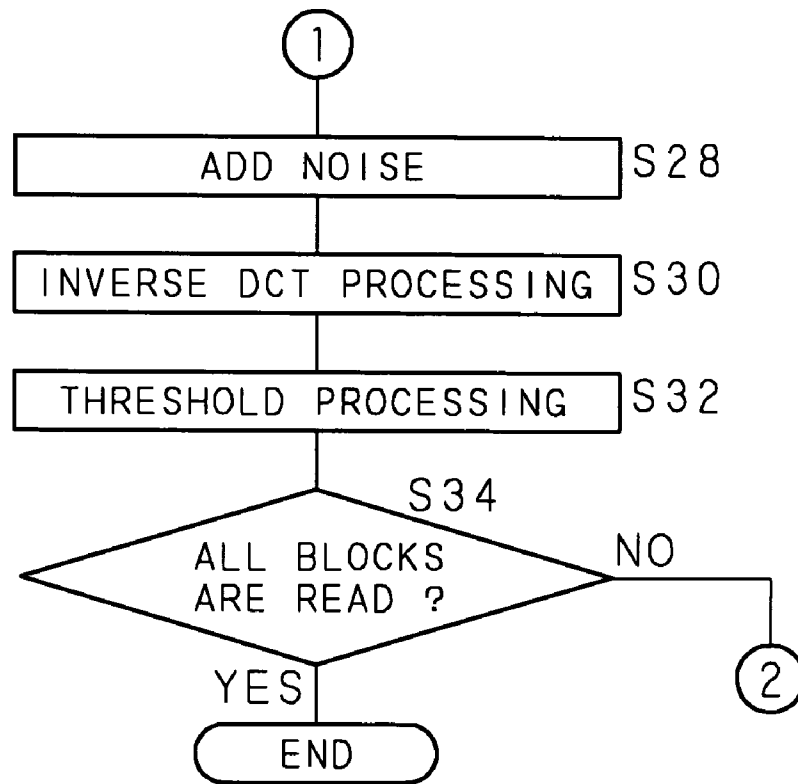 1
ADD NOISE
S28
INVERSE DCT PROCESSING
S30
THRESHOLD PROCESSING
S32
S34
ALL BLOCKS
ARE READ ?
NO
YES
2
END